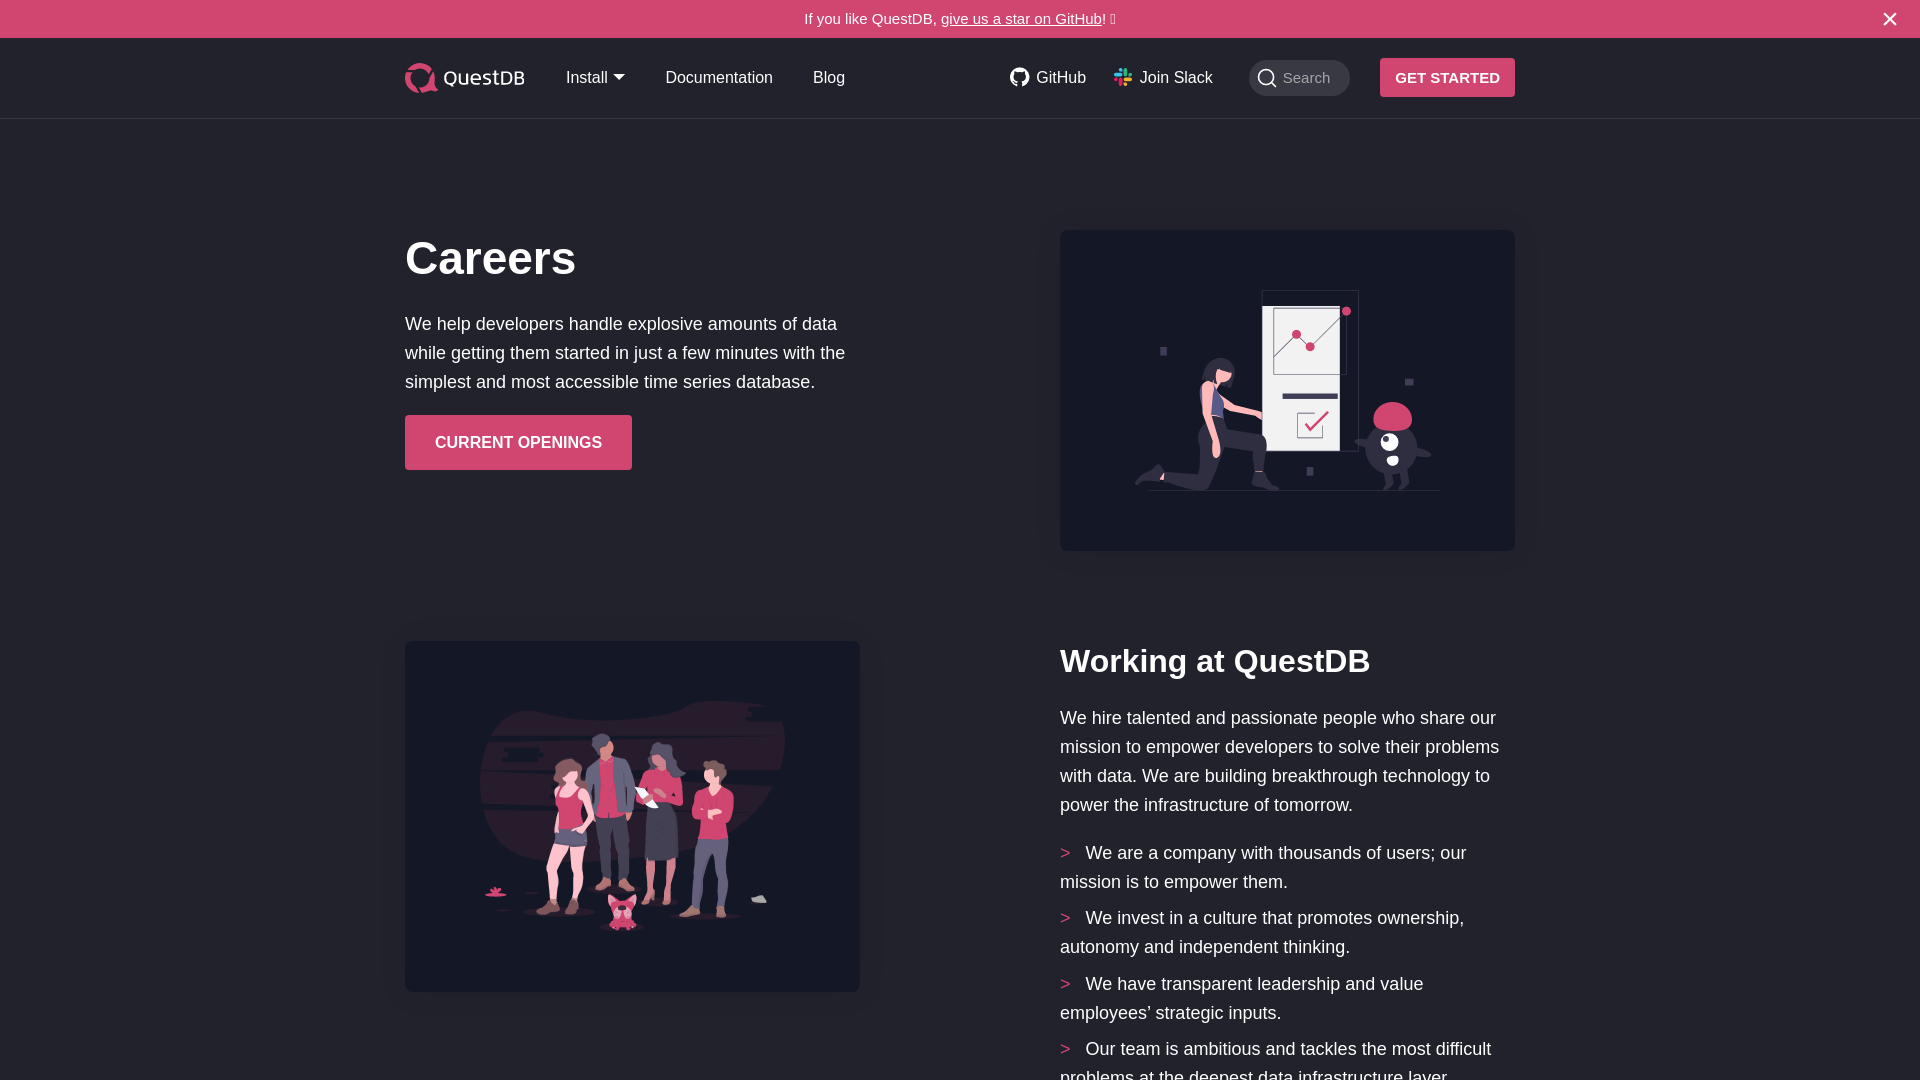 If you like QuestDB, give us a star on GitHub!
QuestDB
Install
Documentation
Blog
GitHub
Join Slack
Search
GET STARTED
Careers
We help developers handle explosive amounts of data
while getting them started in just a few minutes with the
simplest and most accessible time series database.
CURRENT OPENINGS
Working at QuestDB
We hire talented and passionate people who share our
mission to empower developers to solve their problems
with data. We are building breakthrough technology to
power the infrastructure of tomorrow.
> We are a company with thousands of users; our
mission is to empower them.
> We invest in a culture that promotes ownership,
autonomy and independent thinking.
> We have transparent leadership and value
employees’ strategic inputs.
> Our team is ambitious and tackles the most difficult
problems at the deepest data infrastructure layer.